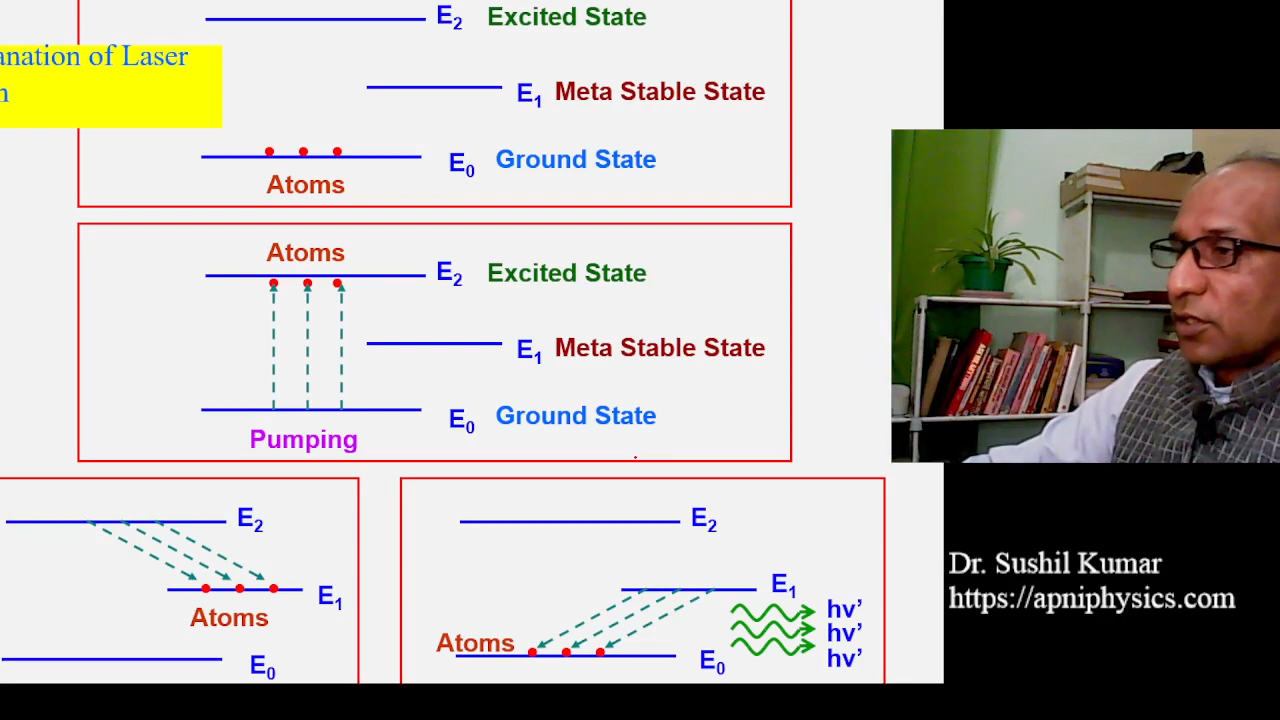 E2 Excited State
anation of Laser
n
E1 Meta Stable State
E0 Ground State
Atoms
Atoms
E2 Excited State
E1 Meta Stable State
E0 Ground State
Pumping
E2
E1
Atoms
E0
E2
E1
hv’
hv’
hv’
Atoms
E0
Dr. Sushil Kumar
https://apniphysics.com